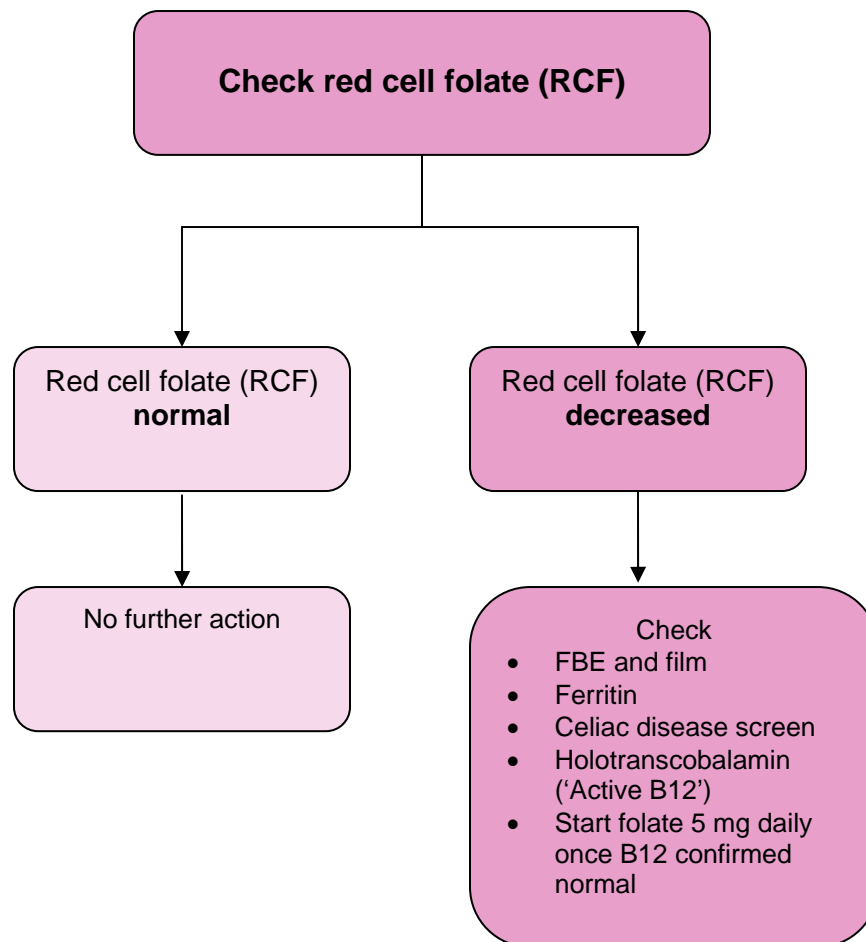 Check red cell folate (RCF)
Red cell folate (RCF)
normal
Red cell folate (RCF)
decreased
No further action
Check
• FBE and film
• Ferritin
• Celiac disease screen
• Holotranscobalamin
(‘Active B12’)
• Start folate 5 mg daily
once B12 confirmed
normal